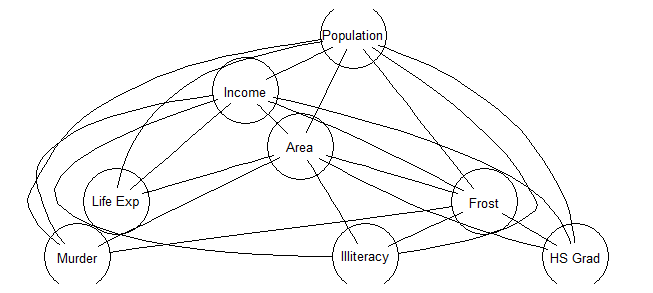 Population
Income
Area
Life Exp
Frost
Murder
Illiteracy
HS Grad